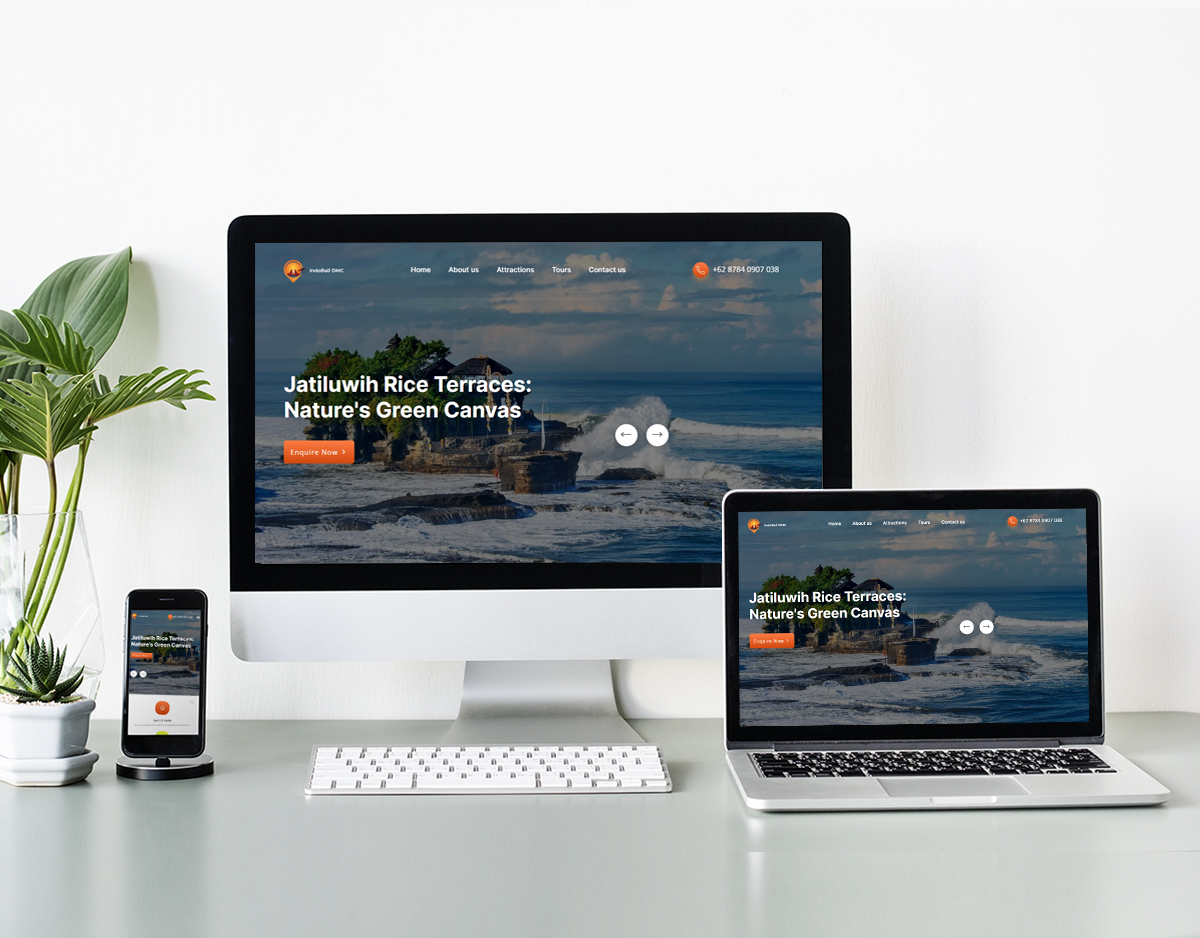 IndoBali DMC
Home About us Attractions Tours Contact us
+62 8784 0907 038
Jatiluwih Rice Terraces:
Nature's Green Canvas
Enquire Now
IndoBali DMC
Home About us Attractions Tours Contact us
+62 8784 0907 038
Jatiluwih Rice Terraces:
Nature's Green Canvas
Enquire Now
Jatiluwih Rice Terraces:
Nature's Green Canvas